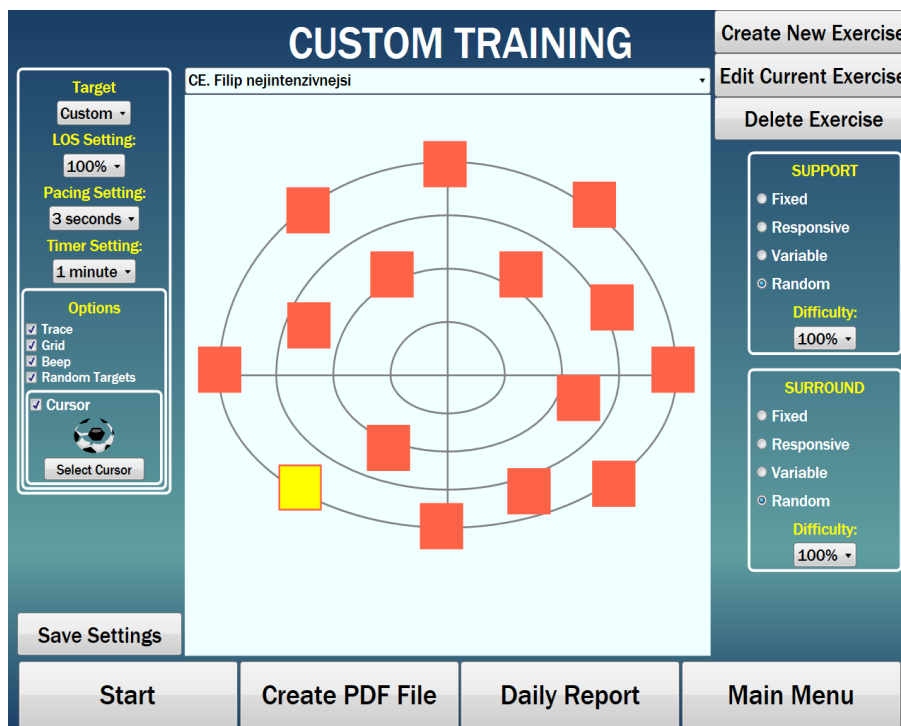 CUSTOM TRAINING
Create New Exercise
Edit Current Exercise
Delete Exercise
CE. Filip nejintenzivnejsi
Target
Custom
LOS Setting:
100%
Pacing Setting:
3 seconds
Timer Setting:
1 minute
Options
Trace
Grid
Beep
Random Targets
Cursor
Select Cursor
SUPPORT
Fixed
Responsive
Variable
Random
Difficulty:
100%
SURROUND
Fixed
Responsive
Variable
Random
Difficulty:
100%
Save Settings
Start
Create PDF File
Daily Report
Main Menu